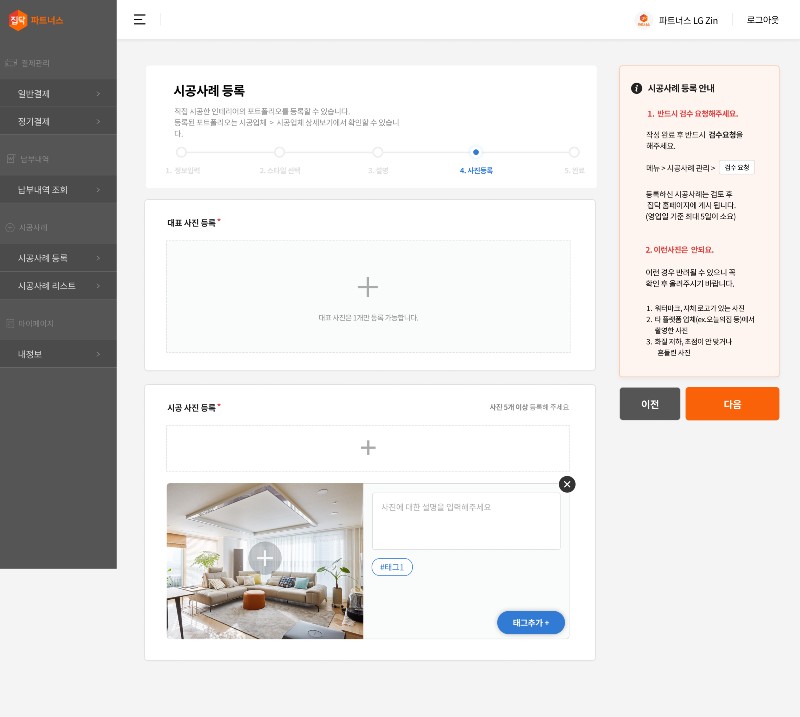 집닥 파트너스
파트너스 LG Zin
로그아웃
결제관리
일반결제
정기결제
납부내역
납부내역 조회
시공사례
시공사례 등록
시공사례 리스트
마이페이지
내정보
시공사례 등록
직접 시공한 인테리어의 포트폴리오를 등록할 수 있습니다.
등록된 포트폴리오는 시공업체 > 시공업체 상세보기에서 확인할 수 있습니
다.
1. 정보입력
2. 스타일 선택
3. 설명
4. 사진등록
5. 완료
대표 사진 등록 *
대표 사진은 1개만 등록 가능합니다.
시공 사진 등록 *
사진 5개 이상 등록해 주세요
사진에 대한 설명을 입력해주세요
#태그1
태그추가 +
시공사례 등록 안내
1. 반드시 검수 요청해주세요.
작성 완료 후 반드시 검수요청을
해주세요.
메뉴 > 시공사례 관리 > 검수 요청
등록하신 시공사례는 검토 후
집닥 홈페이지에 게시 됩니다.
(영업일 기준 최대 5일이 소요)
2. 이런사진은 안되요.
이런 경우 반려될 수 있으니 꼭
확인 후 올려주시기 바랍니다.
1. 워터마크, 자체 로고가 있는 사진
2. 타 플랫폼 업체(ex.오늘의집 등)에서
촬영한 사진
3. 화질 저하, 초점이 안 맞거나
흔들린 사진
이전
다음